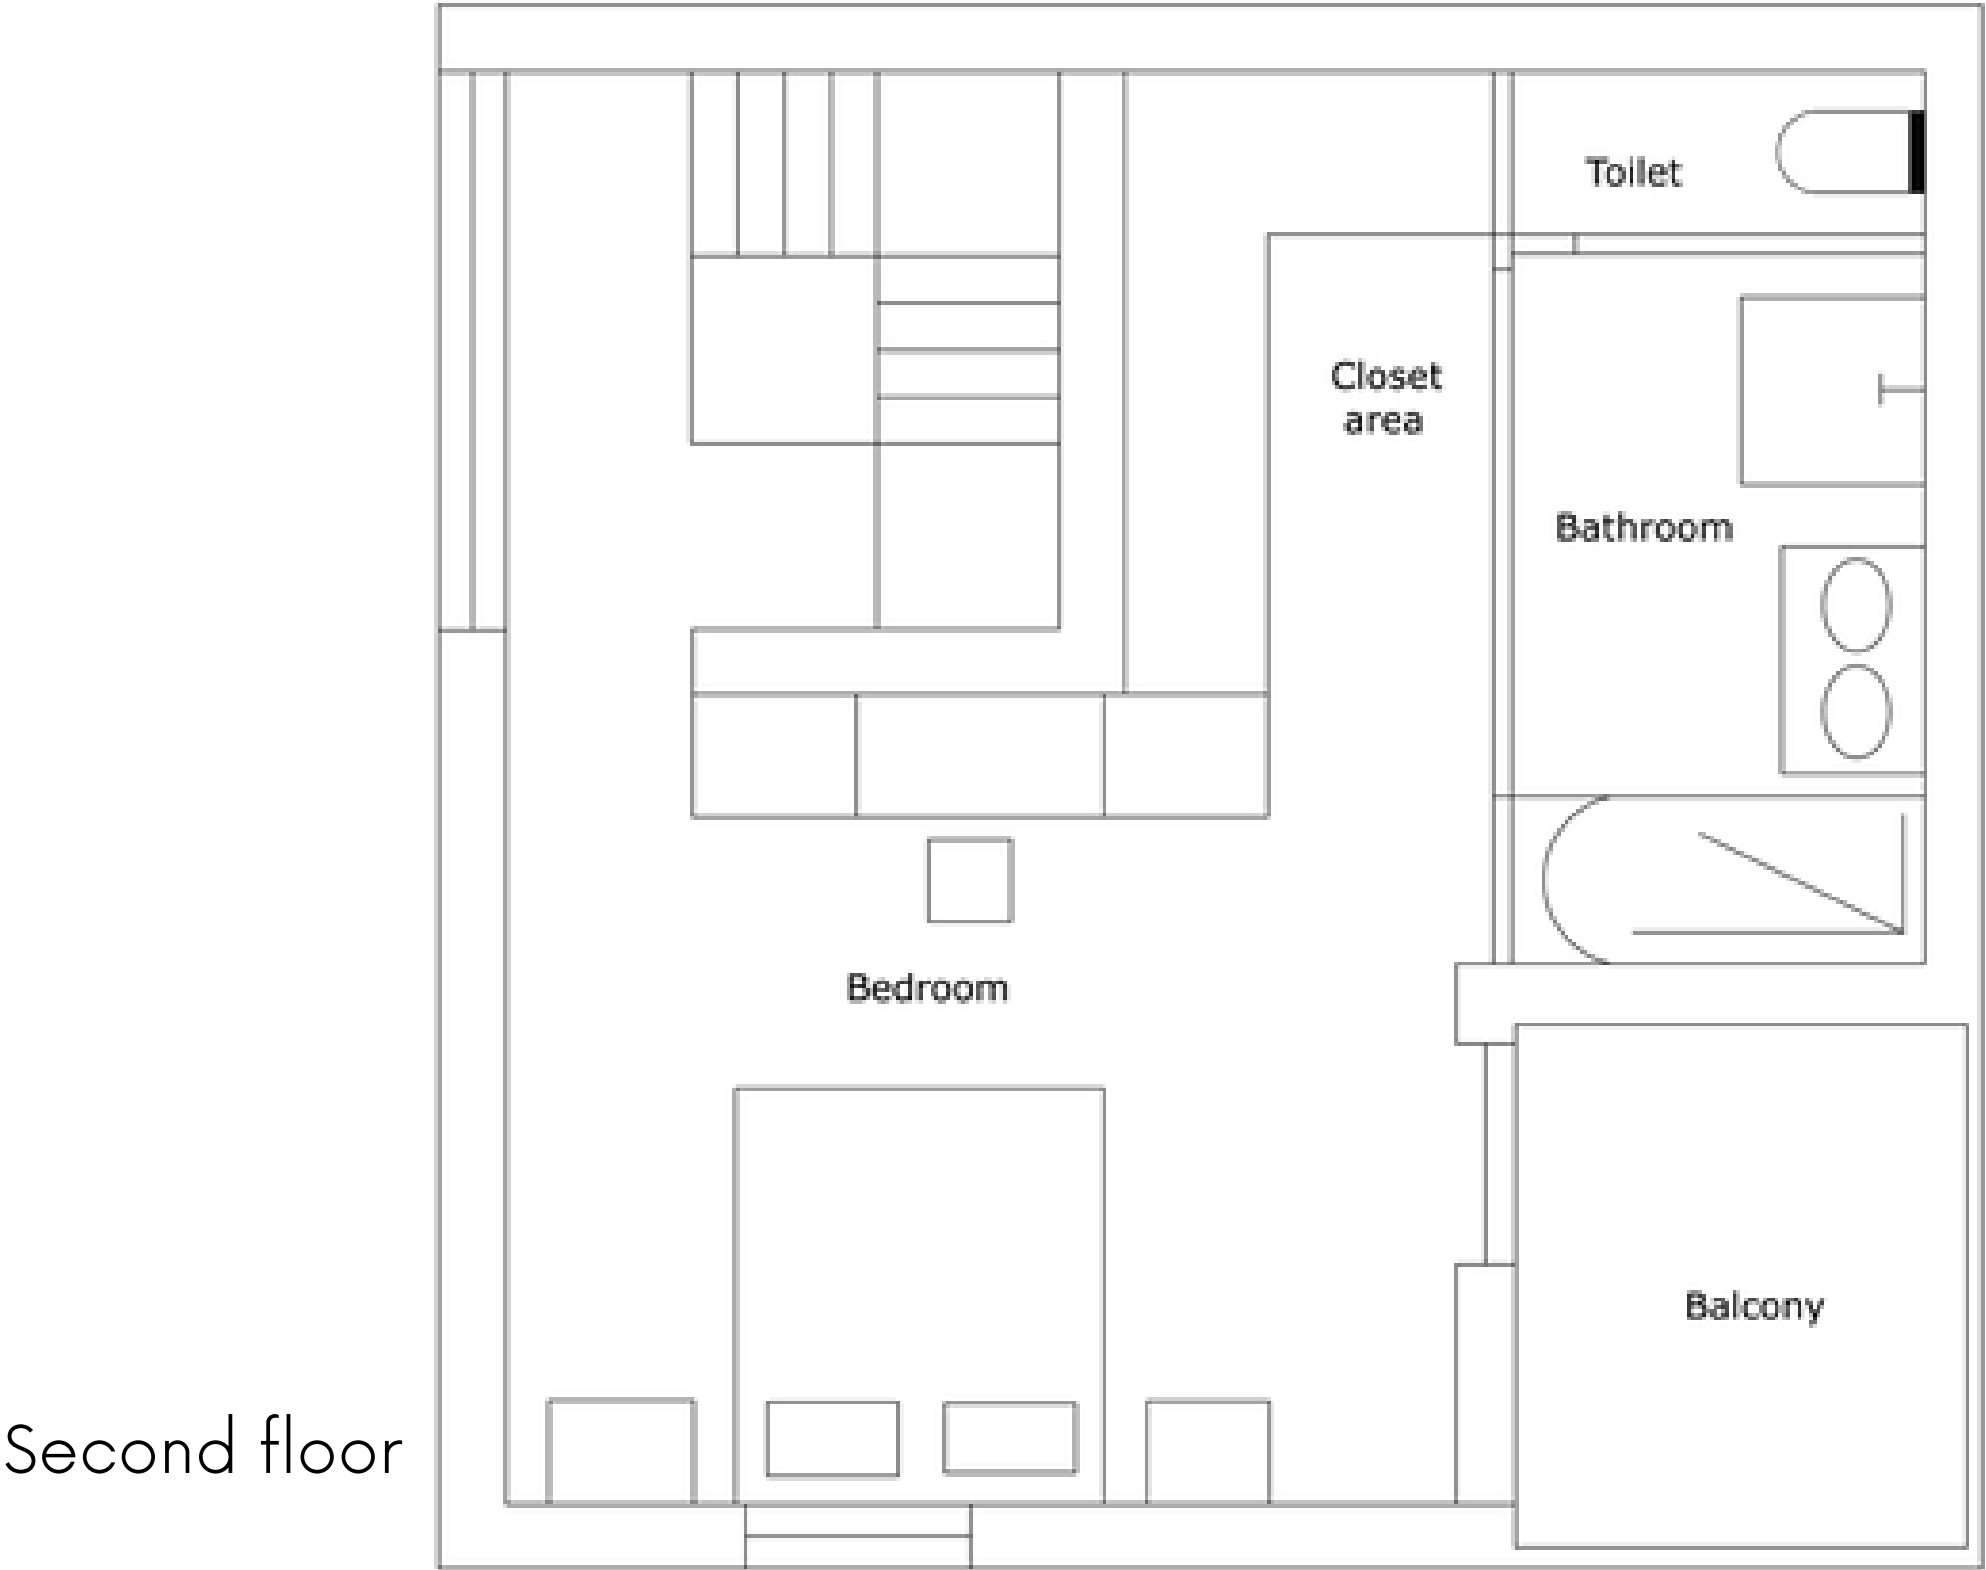 Toilet
Closet
area
Bathroom
Bedroom
Balcony
Second floor